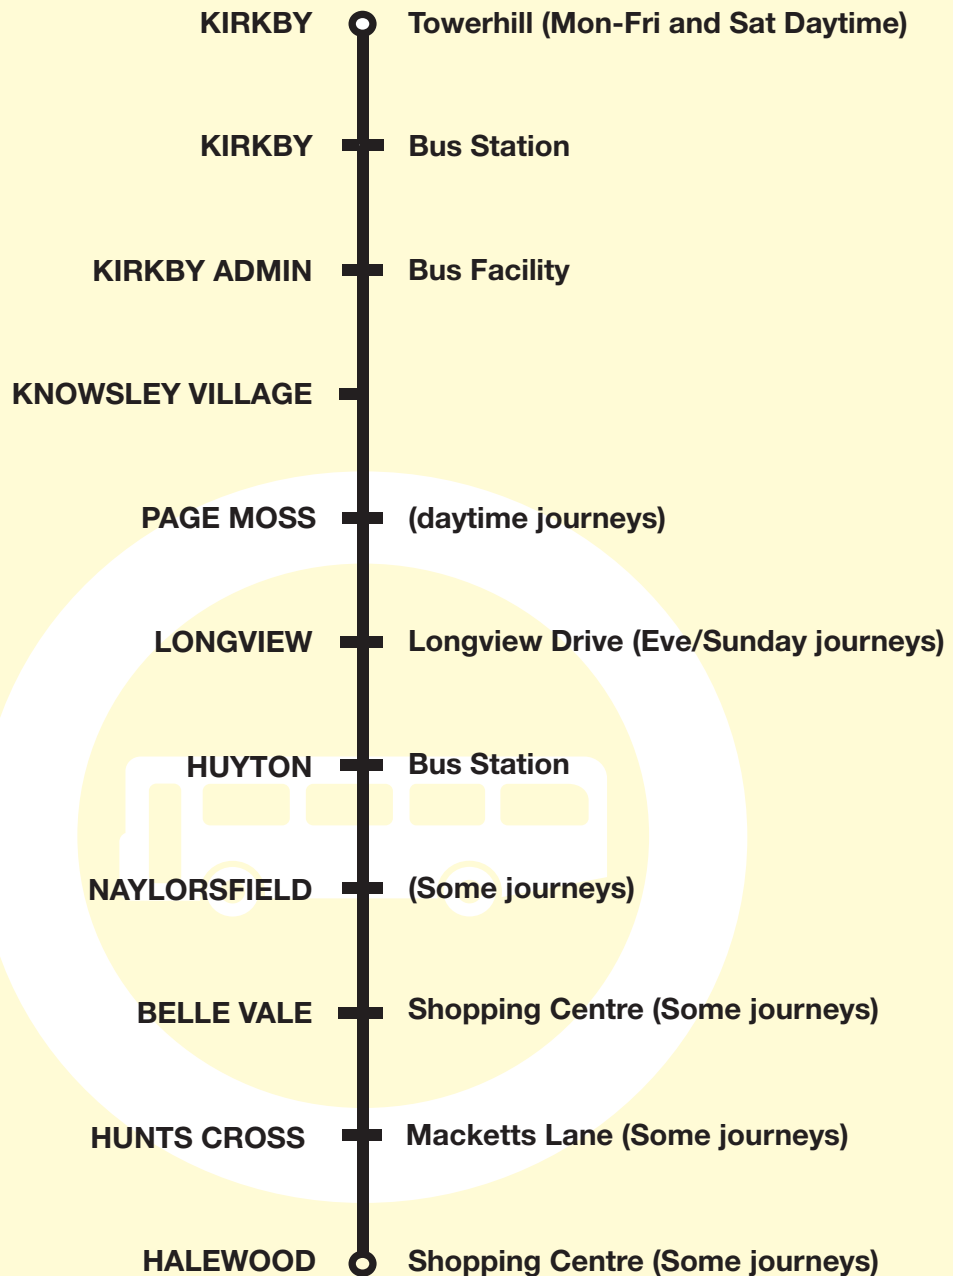 KIRKBY Towerhill (Mon-Fri and Sat Daytime)
KIRKBY Bus Station
KIRKBY ADMIN Bus Facility
KNOWSLEY VILLAGE
PAGE MOSS (daytime journeys)
LONGVIEW Longview Drive (Eve/Sunday journeys)
HUYTON Bus Station
NAYLORSFIELD (Some journeys)
BELLE VALE Shopping Centre (Some journeys)
HUNTS CROSS Macketts Lane (Some journeys)
HALEWOOD Shopping Centre (Some journeys)